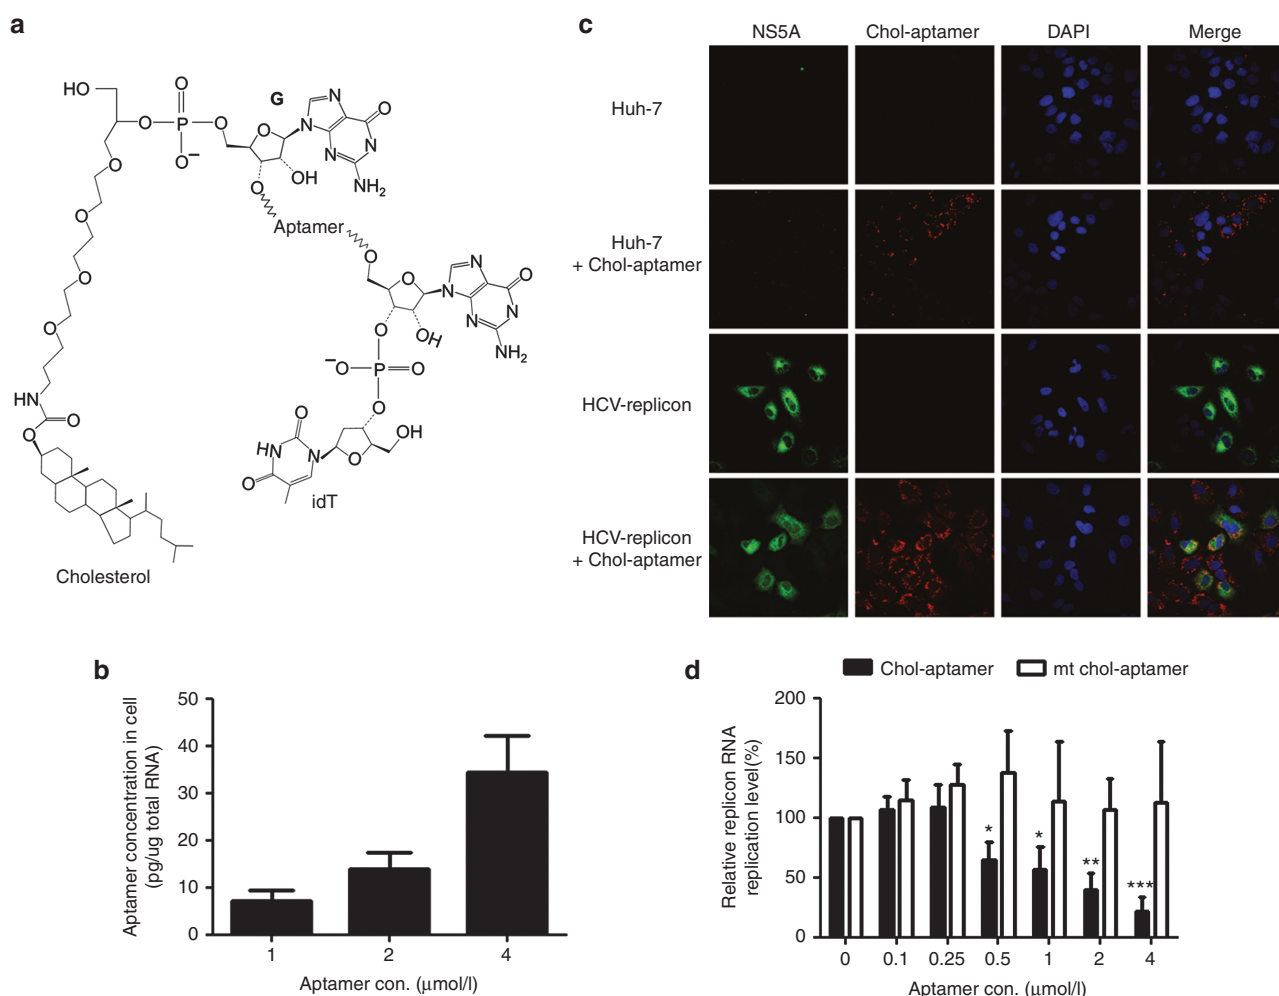 a
HO
O
O
P
O
O⁻
O
G
O
N
N
N
N
O
NH2
OH
O
Aptamer
O
O
N
N
N
N
O
NH2
OH
O
⁻O
P
O
O
O
O
O
O
HN
O
O
O
HN
N
O
O
OH
idT
Cholesterol
c
NS5A Chol-aptamer DAPI Merge
Huh-7
Huh-7
+ Chol-aptamer
HCV-replicon
HCV-replicon
+ Chol-aptamer
b
Aptamer concentration in cell
(pg/ug total RNA)
50
40
30
20
10
0
1 2 4
Aptamer con. (μmol/l)
d
Chol-aptamer mt chol-aptamer
Relative replicon RNA
replication level(%)
200
150
100
50
0
* * ** ***
0 0.1 0.25 0.5 1 2 4
Aptamer con. (μmol/l)